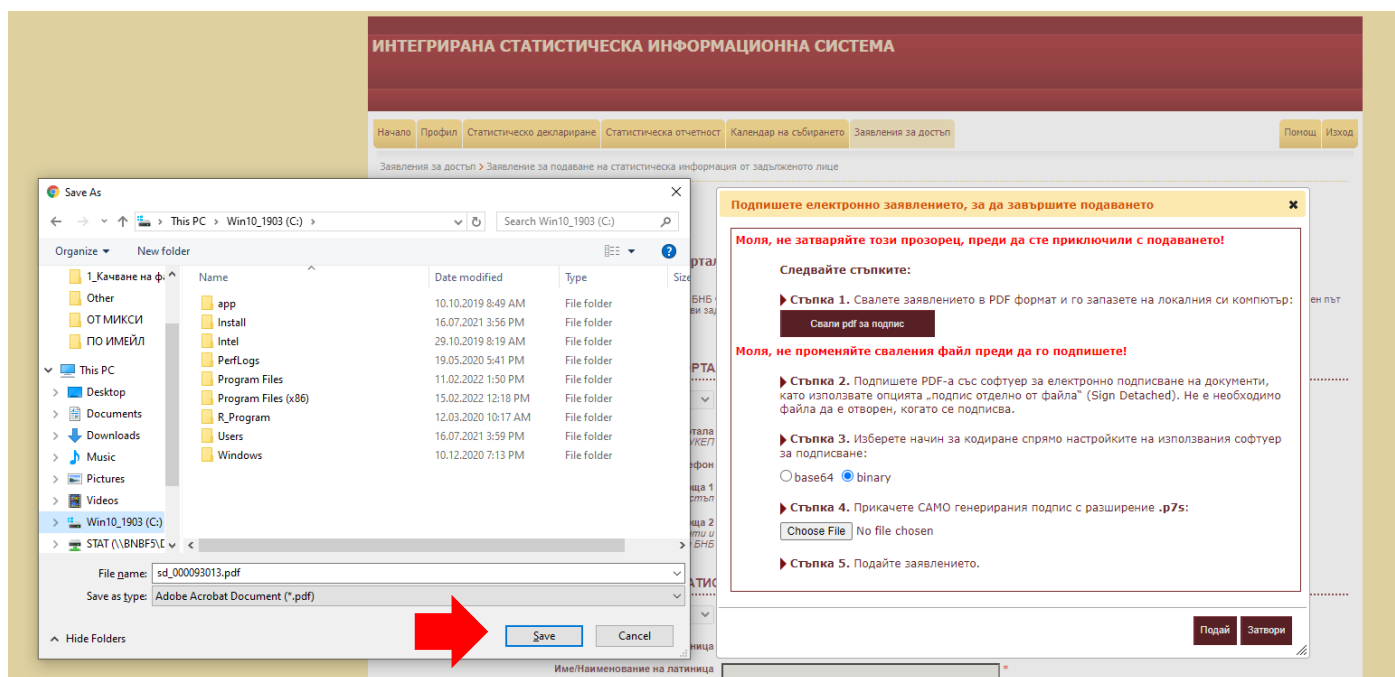 ИНТЕГРИРАНА СТАТИСТИЧЕСКА ИНФОРМАЦИОННА СИСТЕМА
Начало Профил Статистическо деклариране Статистическа отчетност Календар на събирането Заявления за достъп Помощ Изход
Заявления за достъп > Заявление за подаване на статистическа информация от задълженото лице
Save As
This PC > Win10_1903 (C:) >
Search Win10_1903 (C:)
Organize
New folder
1_Качване на ф
Other
ОТ МИКСИ
ПО ИМЕЙЛ
This PC
Desktop
Documents
Downloads
Music
Pictures
Videos
Win10_1903 (C:)
STAT (\\BNBF5\D
Name Date modified Type Size
app 10.10.2019 8:49 AM File folder
Install 16.07.2021 3:56 PM File folder
Intel 29.10.2019 8:19 AM File folder
PerfLogs 19.05.2020 5:41 PM File folder
Program Files 11.02.2022 1:50 PM File folder
Program Files (x86) 15.02.2022 12:18 PM File folder
R_Program 12.03.2020 10:17 AM File folder
Users 16.07.2021 3:59 PM File folder
Windows 10.12.2020 7:13 PM File folder
File name: sd_000093013.pdf
Save as type: Adobe Acrobat Document (*.pdf)
Hide Folders
Save Cancel
Подпишете електронно заявлението, за да завършите подаването
Моля, не затваряйте този прозорец, преди да сте приключили с подаването!
Следвайте стъпките:
Стъпка 1. Свалете заявлението в PDF формат и го запазете на локалния си компютър:
Свали pdf за подпис
Моля, не променяйте сваления файл преди да го подпишете!
Стъпка 2. Подпишете PDF-а със софтуер за електронно подписване на документи,
като използвате опцията „подпис отделно от файла“ (Sign Detached). Не е необходимо
файла да е отворен, когато се подписва.
Стъпка 3. Изберете начин за кодиране спрямо настройките на използвания софтуер
за подписване:
base64 binary
Стъпка 4. Прикачете САМО генерирания подпис с разширение .p7s:
Choose File No file chosen
Стъпка 5. Подайте заявлението.
Подай Затвори
ен път
Име/Наименование на латиница *